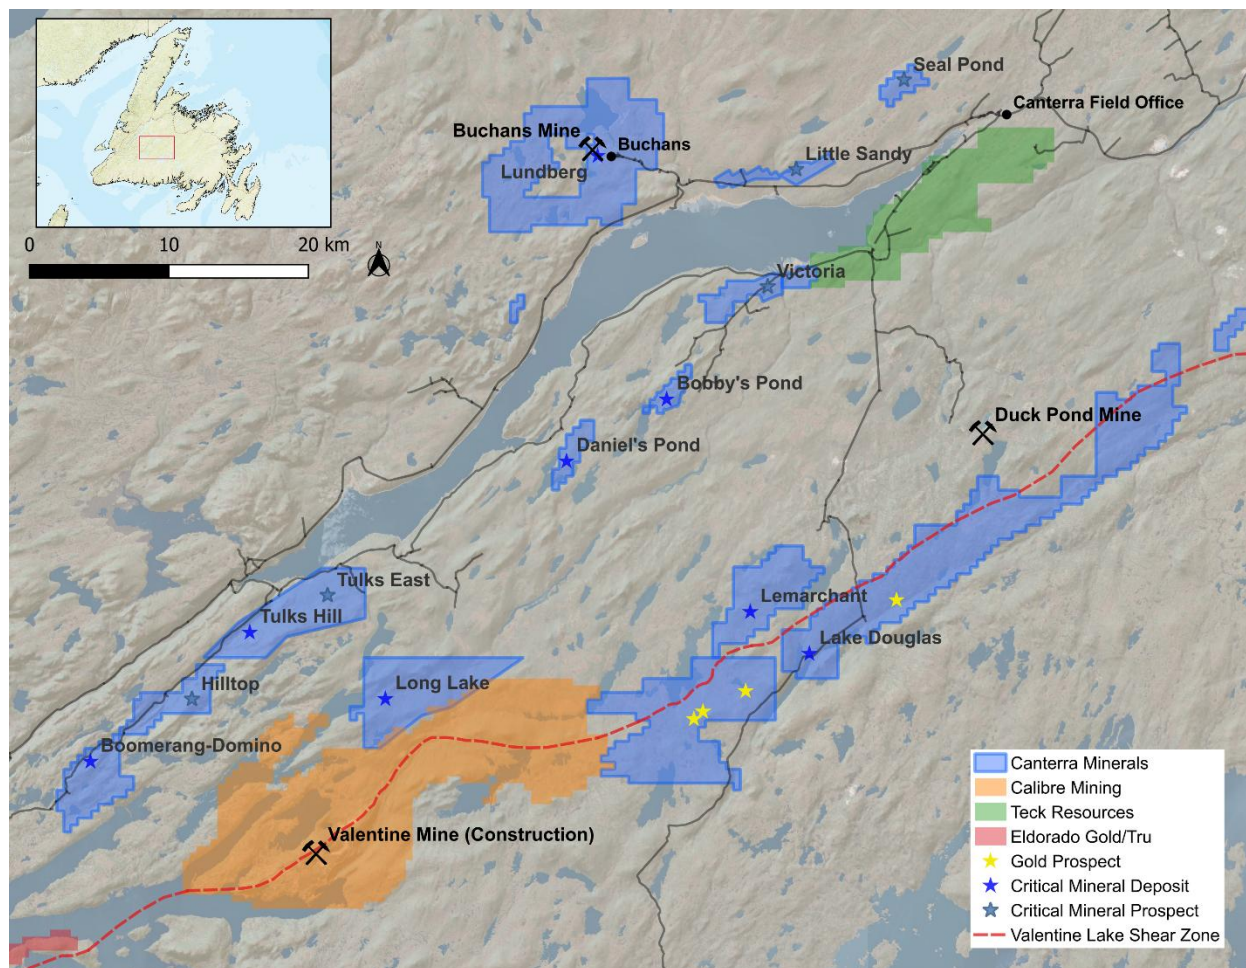 Seal Pond
Canterra Field Office
Buchans Mine
Buchans
Lundberg
Little Sandy
0 10 20 km
N
Victoria
Bobby's Pond
Duck Pond Mine
Daniel's Pond
Tulks East
Tulks Hill
Lemarchant
Lake Douglas
Hilltop
Long Lake
Boomerang-Domino
Valentine Mine (Construction)
Canterra Minerals
Calibre Mining
Teck Resources
Eldorado Gold/Tru
Gold Prospect
Critical Mineral Deposit
Critical Mineral Prospect
Valentine Lake Shear Zone